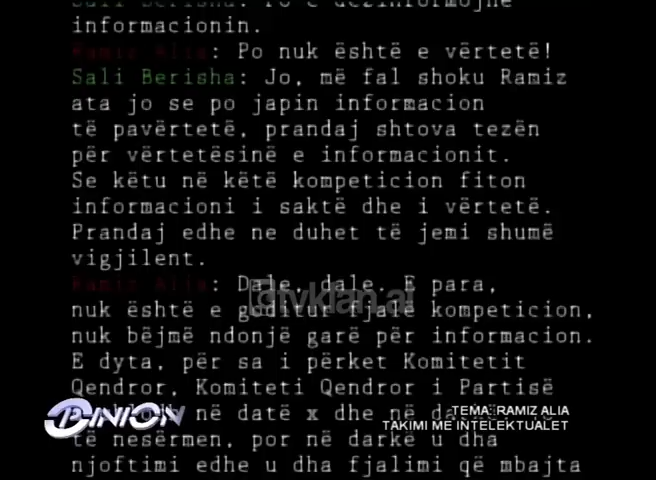 Sali Berisha: Po e dezinformojnë
informacionin.
Ramiz Alia: Po nuk është e vërtetë!
Sali Berisha: Jo, më fal shoku Ramiz
ata jo se po japin informacion
të pavërtetë, prandaj shtova tezën
për vërtetësinë e informacionit.
Se këtu në këtë kompeticion fiton
informacioni i saktë dhe i vërtetë.
Prandaj edhe ne duhet të jemi shumë
vigjilent.
Ramiz Alia: Dale, dale. E para,
nuk është e goditur fjalë kompeticion,
nuk bëjmë ndonjë garë për informacion.
E dyta, për sa i përket Komitetit
Qendror, Komiteti Qendror i Partisë
në datë x dhe në
të nesërmen, por në darkë u dha
njoftimi edhe u dha fjalimi që mbajta
tvklan.al
OPINION
TEMA: RAMIZ ALIA
TAKIMI ME INTELEKTUALET